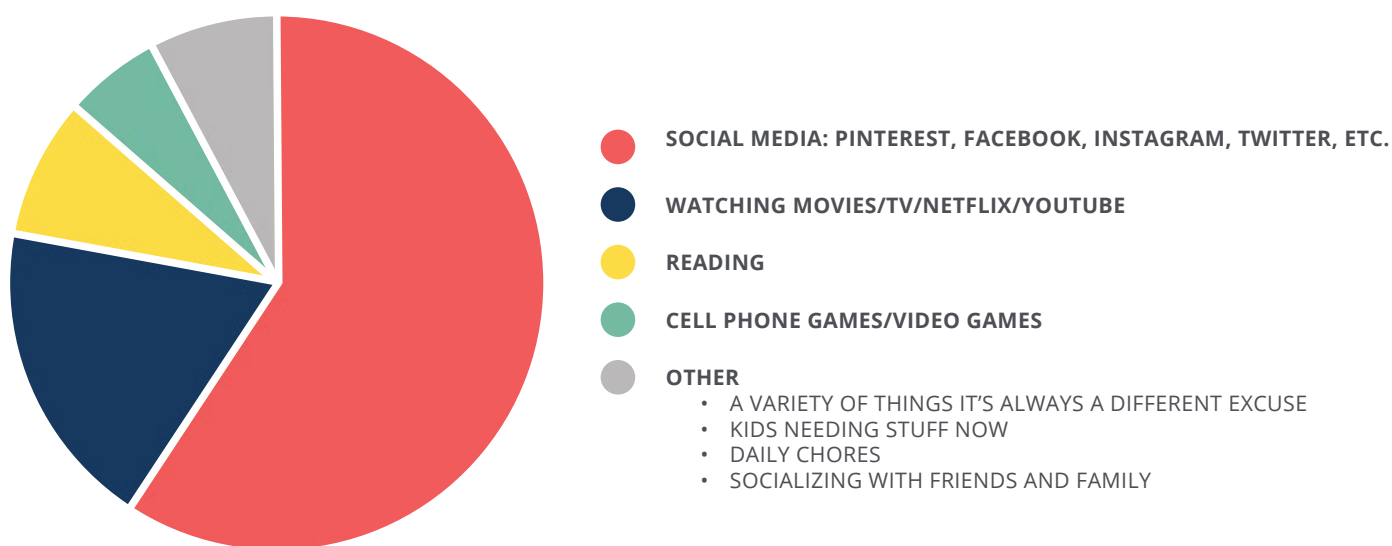 SOCIAL MEDIA: PINTEREST, FACEBOOK, INSTAGRAM, TWITTER, ETC.
WATCHING MOVIES/TV/NETFLIX/YOUTUBE
READING
CELL PHONE GAMES/VIDEO GAMES
OTHER
• A VARIETY OF THINGS IT’S ALWAYS A DIFFERENT EXCUSE
• KIDS NEEDING STUFF NOW
• DAILY CHORES
• SOCIALIZING WITH FRIENDS AND FAMILY